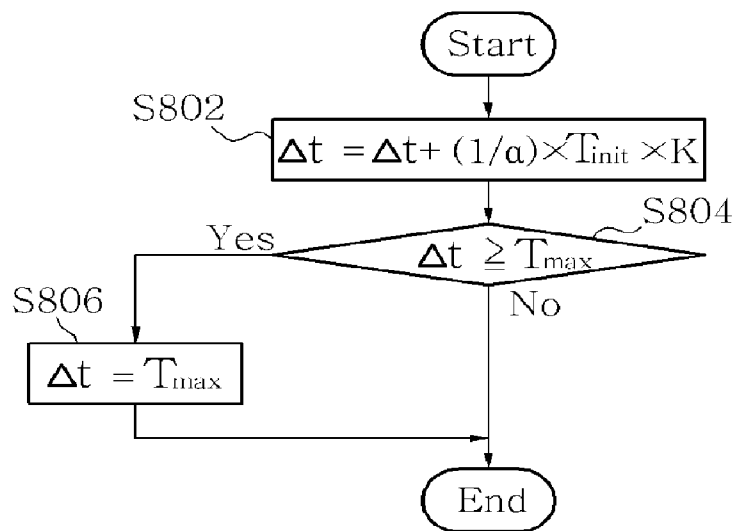 Start
S802
Δt = Δt+ (1/α)×Tinit ×K
S804
Yes
Δt ≧ Tmax
No
S806
Δt = Tmax
End